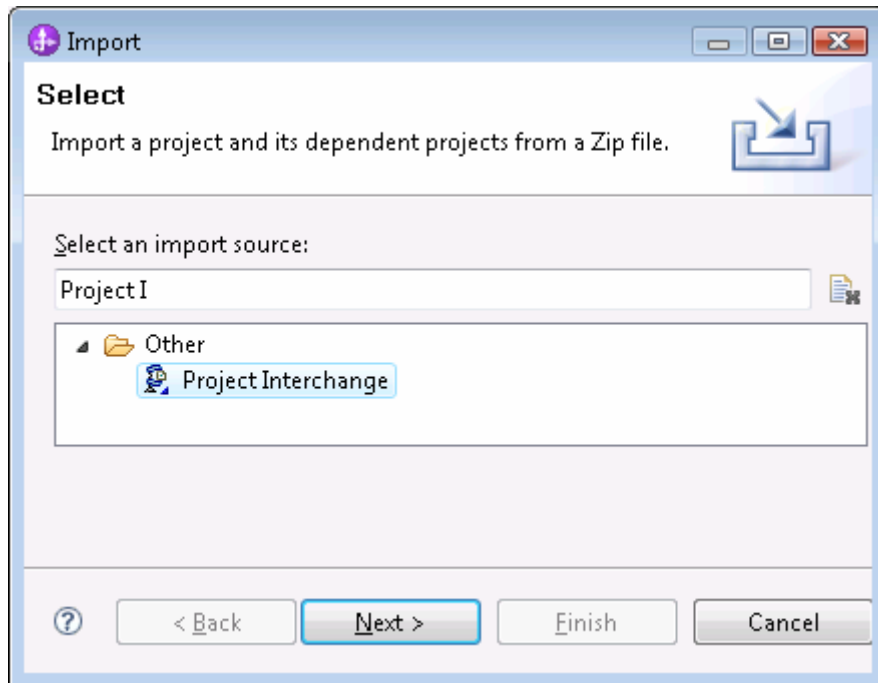 Import
Select
Import a project and its dependent projects from a Zip file.
Select an import source:
Project I
Other
Project Interchange
?
< Back
Next >
Finish
Cancel